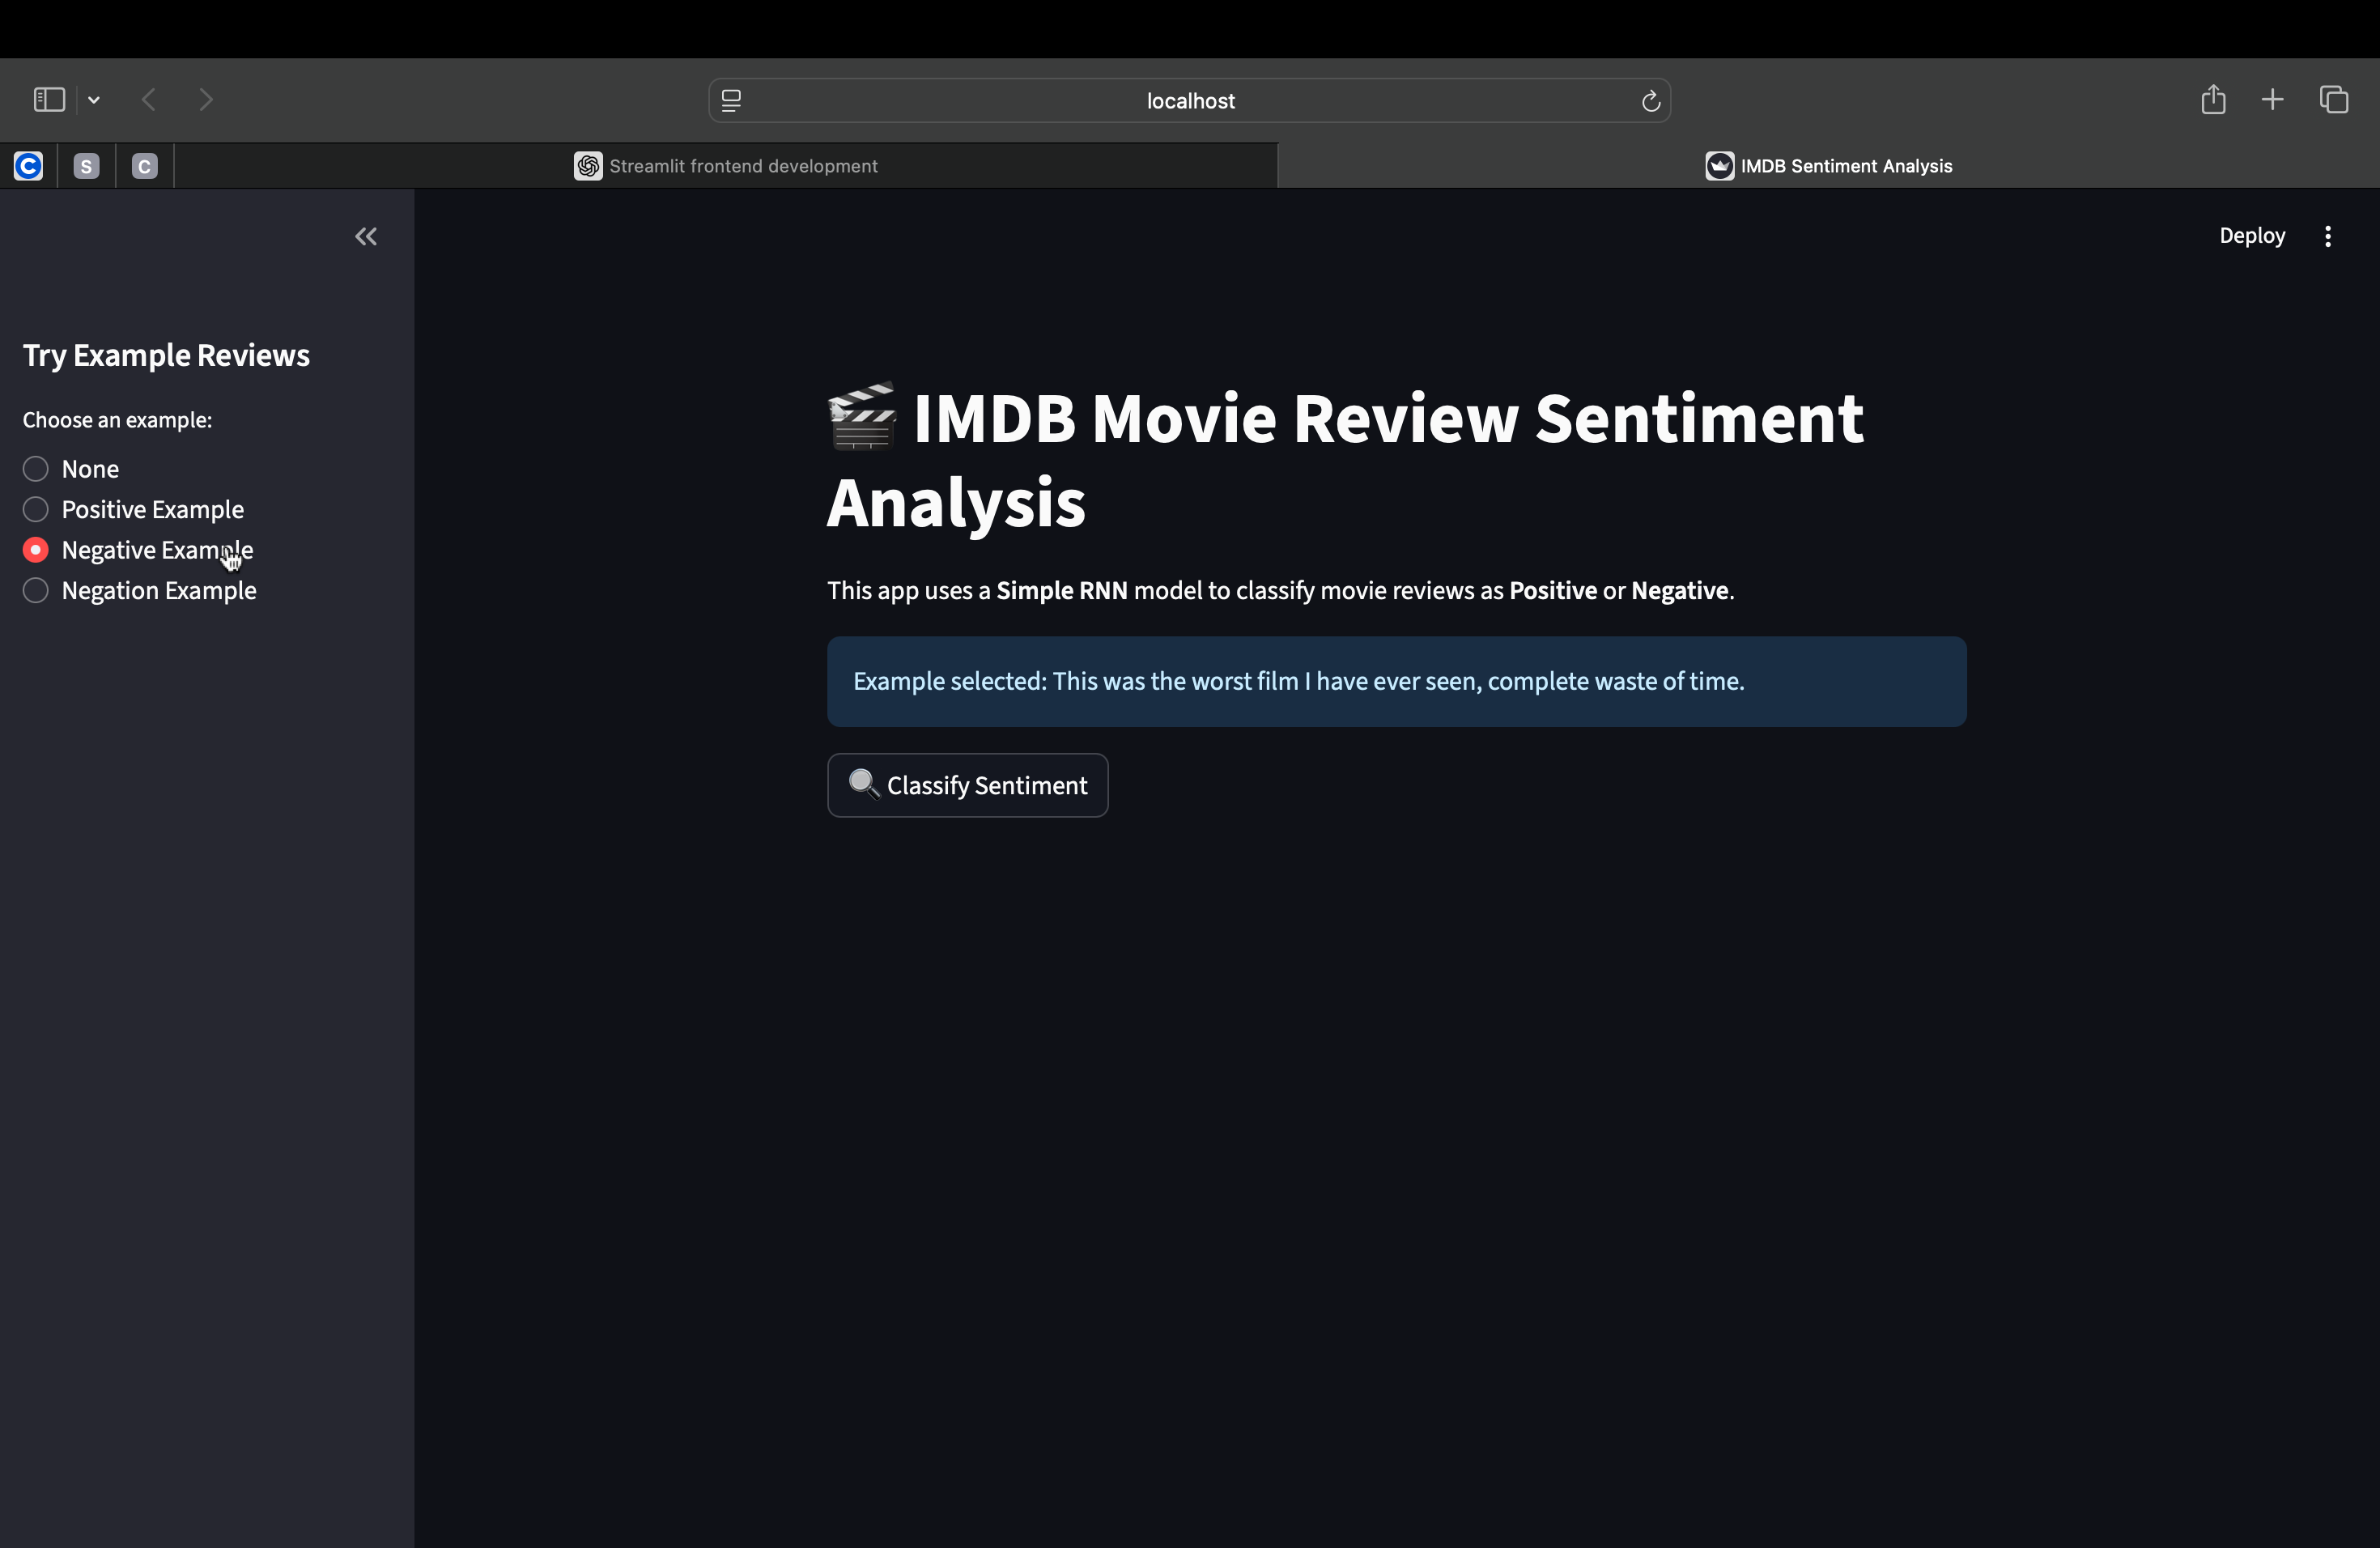 localhost
C
S
C
Streamlit frontend development
IMDB Sentiment Analysis
Deploy
Try Example Reviews
Choose an example:
None
Positive Example
Negative Example
Negation Example
🎬 IMDB Movie Review Sentiment
Analysis
This app uses a Simple RNN model to classify movie reviews as Positive or Negative.
Example selected: This was the worst film I have ever seen, complete waste of time.
🔍 Classify Sentiment